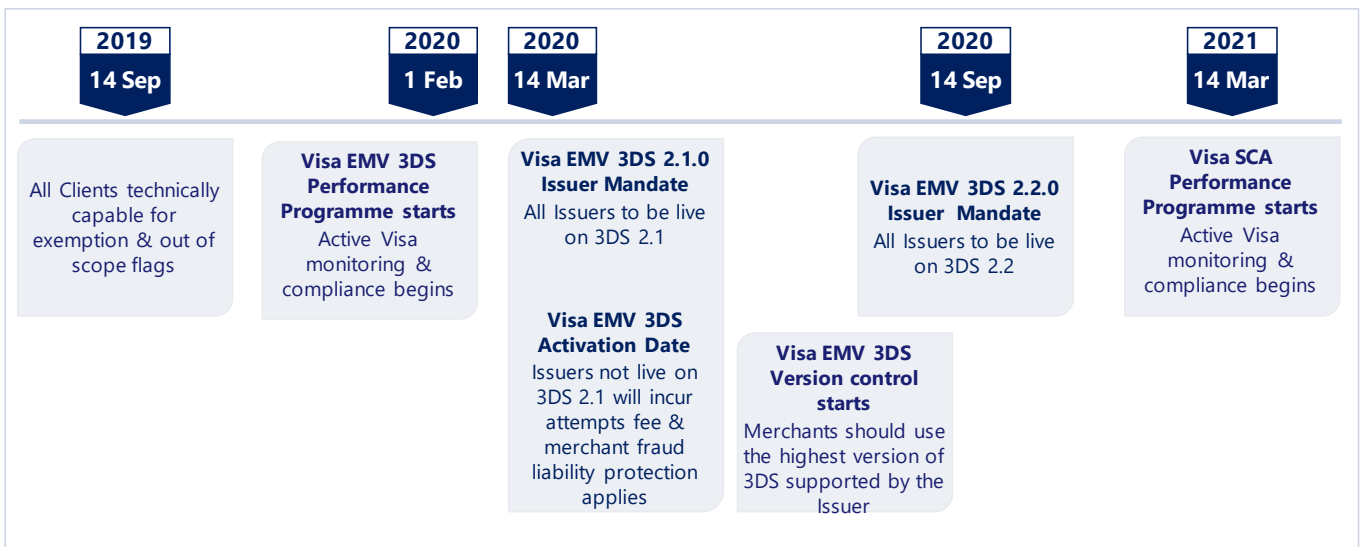 2019
14 Sep
2020
1 Feb
2020
14 Mar
2020
14 Sep
2021
14 Mar
All Clients technically
capable for
exemption & out of
scope flags
Visa EMV 3DS
Performance
Programme starts
Active Visa
monitoring &
compliance begins
Visa EMV 3DS 2.1.0
Issuer Mandate
All Issuers to be live
on 3DS 2.1
Visa EMV 3DS
Activation Date
Issuers not live on
3DS 2.1 will incur
attempts fee &
merchant fraud
liability protection
applies
Visa EMV 3DS
Version control
starts
Merchants should use
the highest version of
3DS supported by the
Issuer
Visa EMV 3DS 2.2.0
Issuer Mandate
All Issuers to be live
on 3DS 2.2
Visa SCA
Performance
Programme starts
Active Visa
monitoring &
compliance begins